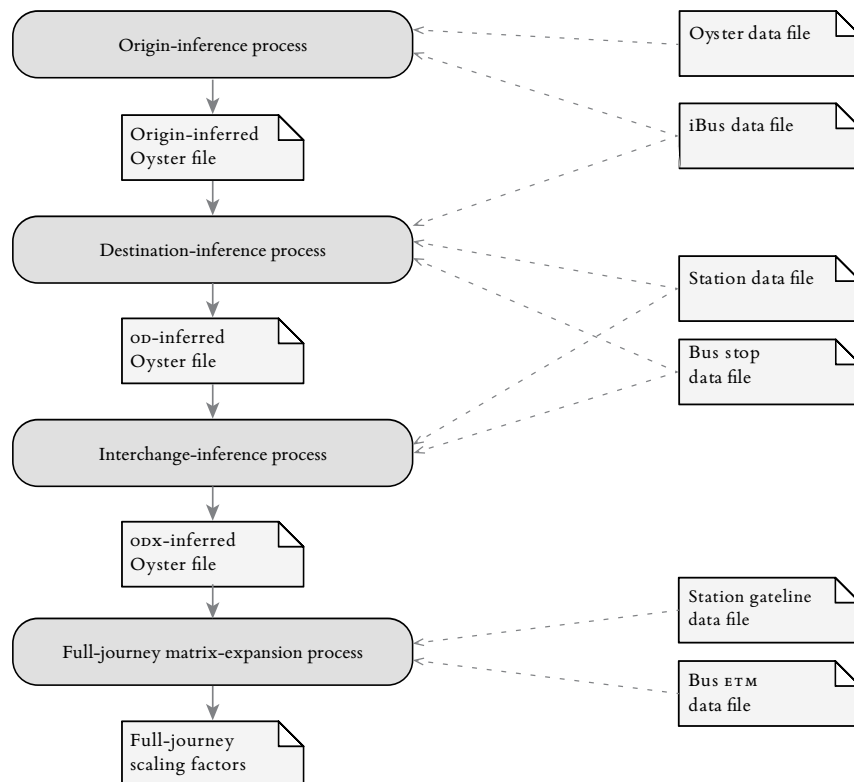 Origin-inference process
Oyster data file
Origin-inferred
Oyster file
iBus data file
Destination-inference process
Station data file
OD-inferred
Oyster file
Bus stop
data file
Interchange-inference process
ODX-inferred
Oyster file
Station gateline
data file
Full-journey matrix-expansion process
Bus ETM
data file
Full-journey
scaling factors